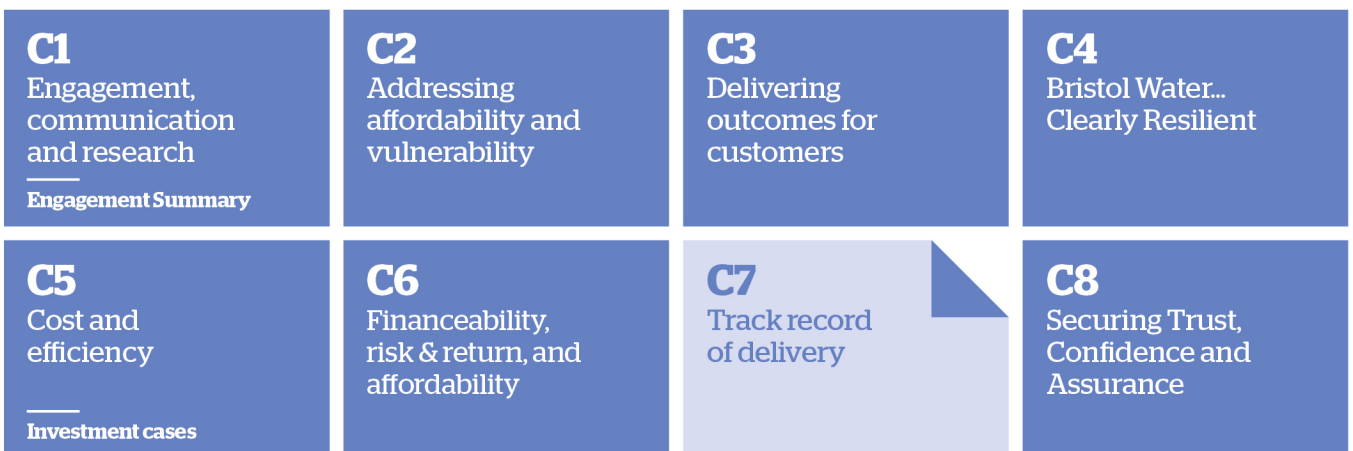 C1
Engagement,
communication
and research
Engagement Summary
C2
Addressing
affordability and
vulnerability
C3
Delivering
outcomes for
customers
C4
Bristol Water...
Clearly Resilient
C5
Cost and
efficiency
Investment cases
C6
Financeability,
risk & return, and
affordability
C7
Track record
of delivery
C8
Securing Trust,
Confidence and
Assurance